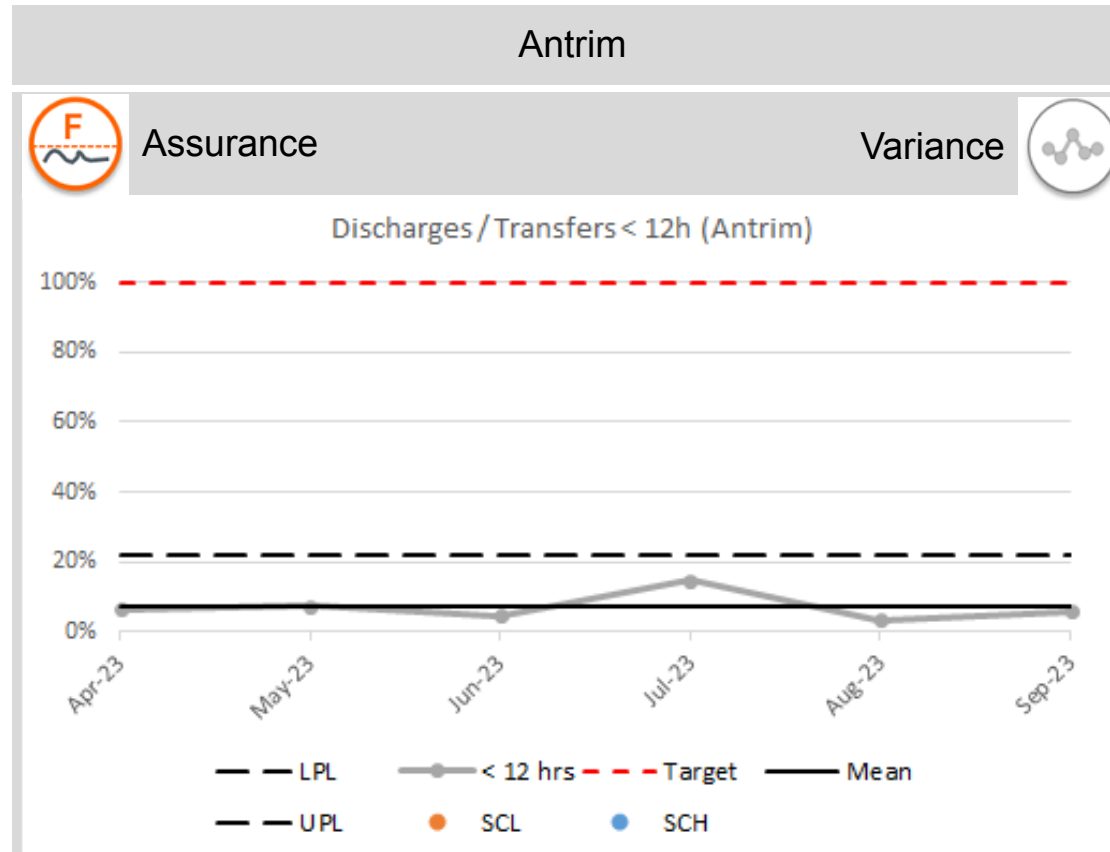 Antrim
F
Assurance
Variance
Discharges / Transfers < 12h (Antrim)
100%
80%
60%
40%
20%
0%
Apr-23
May-23
Jun-23
Jul-23
Aug-23
Sep-23
LPL
< 12 hrs
Target
Mean
UPL
SCL
SCH